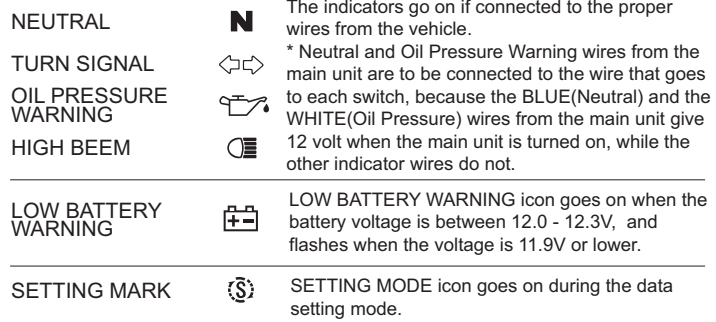 The indicators go on if connected to the proper
NEUTRAL N wires from the vehicle.
* Neutral and Oil Pressure Warning wires from the
TURN SIGNAL main unit are to be connected to the wire that goes
OIL PRESSURE to each switch, because the BLUE(Neutral) and the
WARNING WHITE(Oil Pressure) wires from the main unit give
HIGH BEEM 12 volt when the main unit is turned on, while the
other indicator wires do not.
LOW BATTERY LOW BATTERY WARNING icon goes on when the
WARNING battery voltage is between 12.0 - 12.3V, and
flashes when the voltage is 11.9V or lower.
SETTING MARK (S) SETTING MODE icon goes on during the data
setting mode.